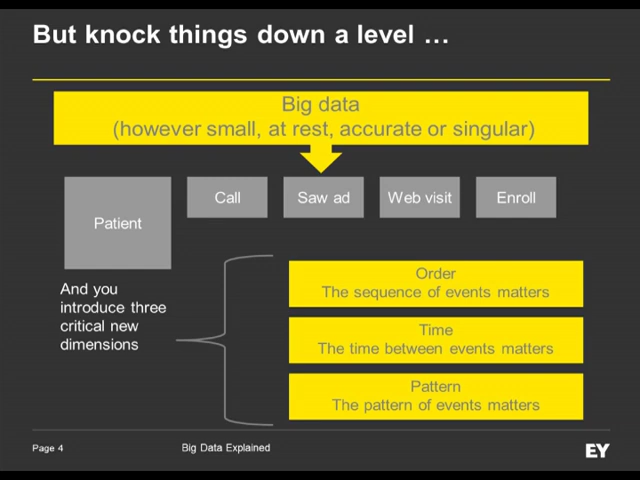 But knock things down a level …
Big data
(however small, at rest, accurate or singular)
Patient
Call
Saw ad
Web visit
Enroll
And you
introduce three
critical new
dimensions
Order
The sequence of events matters
Time
The time between events matters
Pattern
The pattern of events matters
Page 4
Big Data Explained
EY